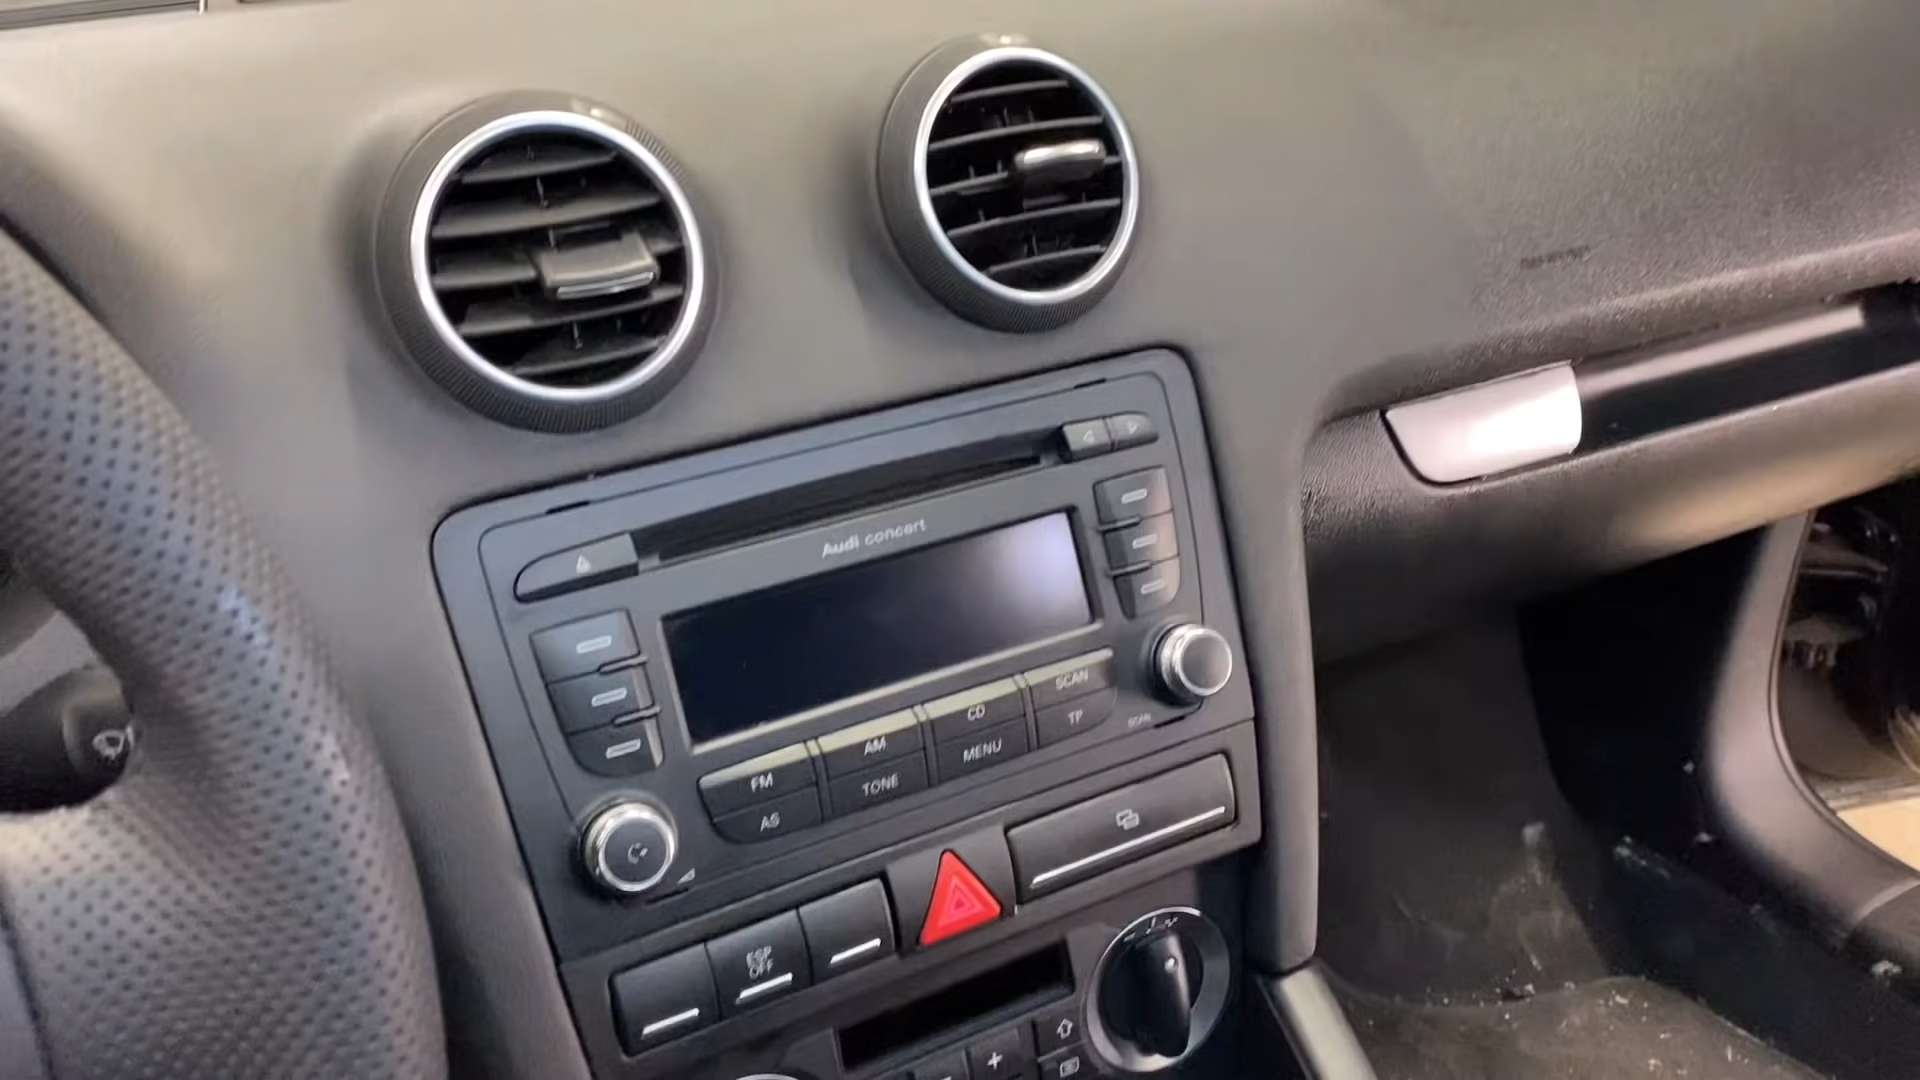 Audi concert
SCAN
CD
AM
FM
TP
MENU
TONE
AS
SCAN
ESP
OFF